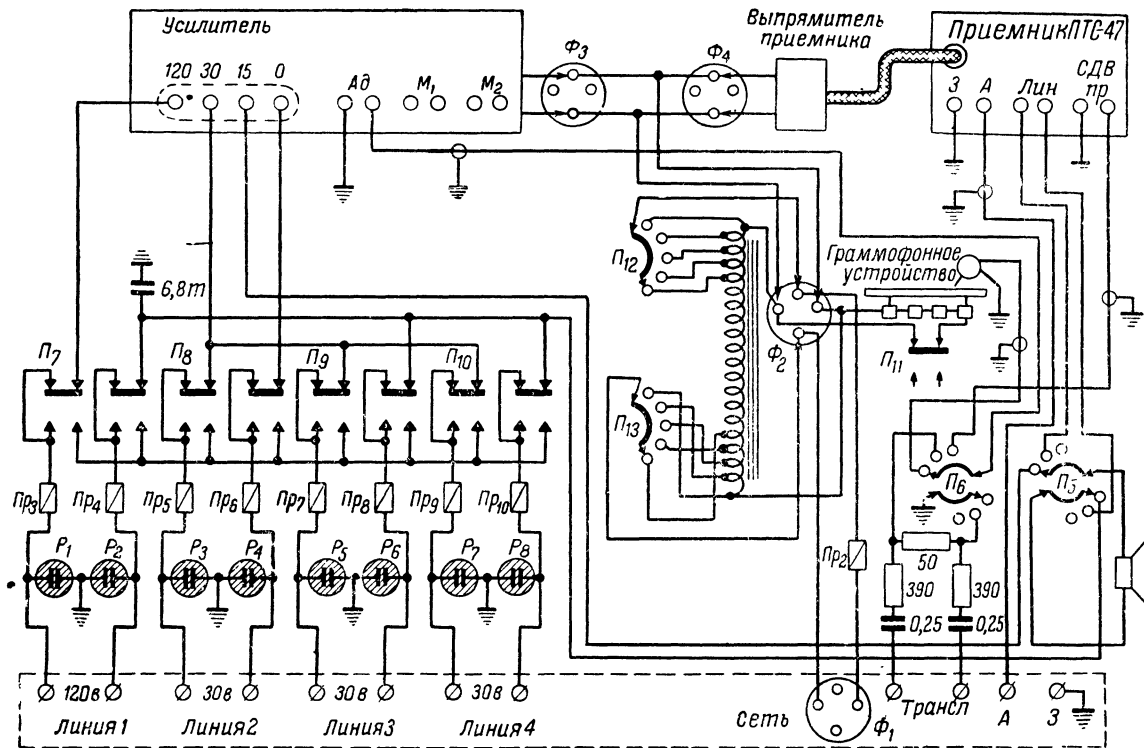 Усилитель
120 30 15 0
Ад М1 М2
Ф3
Ф4
Выпрямитель
приемника
Приемник ПТС-47
З А Лин СДВ
пр
6,8т
П12
П13
Ф2
Граммофонное
устройство
П11
П7 П8 П9 П10
Пр3 Пр4 Пр5 Пр6 Пр7 Пр8 Пр9 Пр10
Р1 Р2 Р3 Р4 Р5 Р6 Р7 Р8
Пр2
П6
П5
50
390 390
0,25 0,25
120в 30в 30в 30в
Линия 1 Линия 2 Линия 3 Линия 4
Сеть Ф1 Трансл А З